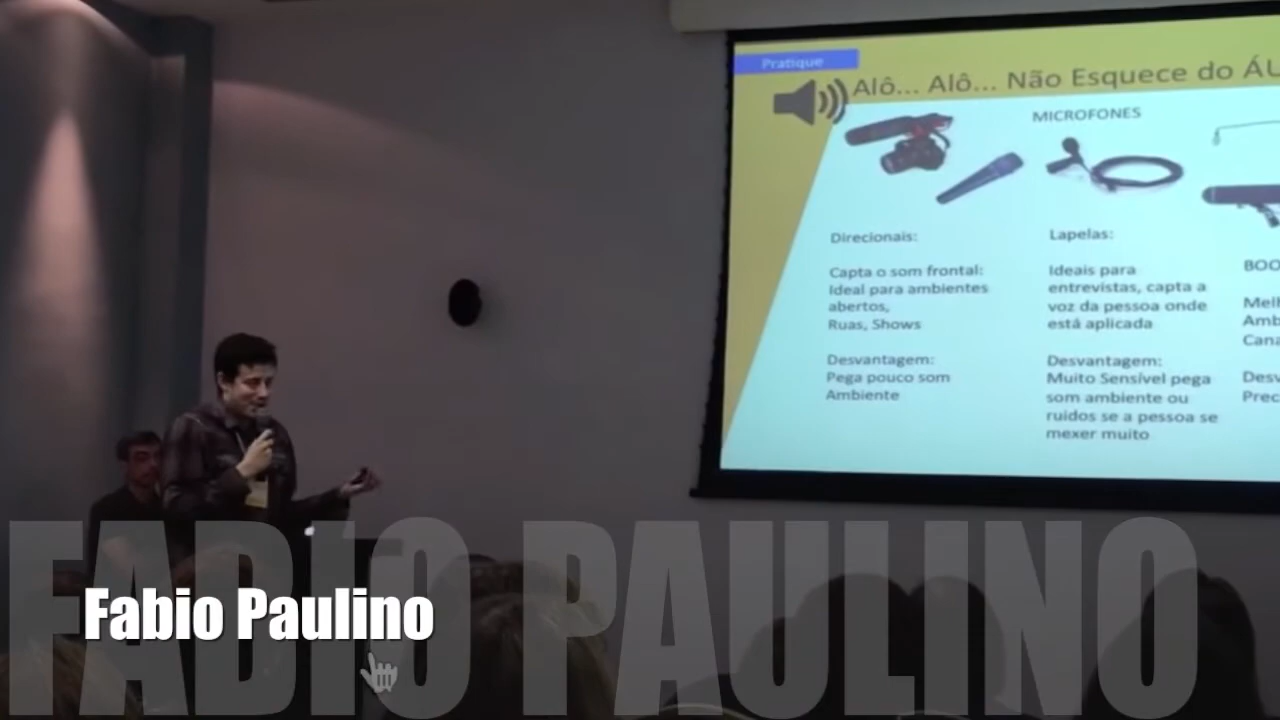 Pratique
Alô... Alô... Não Esquece do
MICROFONES
Direcionais:
Capta o som frontal:
Ideal para ambientes
abertos,
Ruas, Shows
Desvantagem:
Pega pouco som
Ambiente
Lapelas:
Ideais para
entrevistas, capta a
voz da pessoa onde
está aplicada
Desvantagem:
Muito Sensível pega
som ambiente ou
ruidos se a pessoa se
mexer muito
FABIO PAULINO
Fabio Paulino